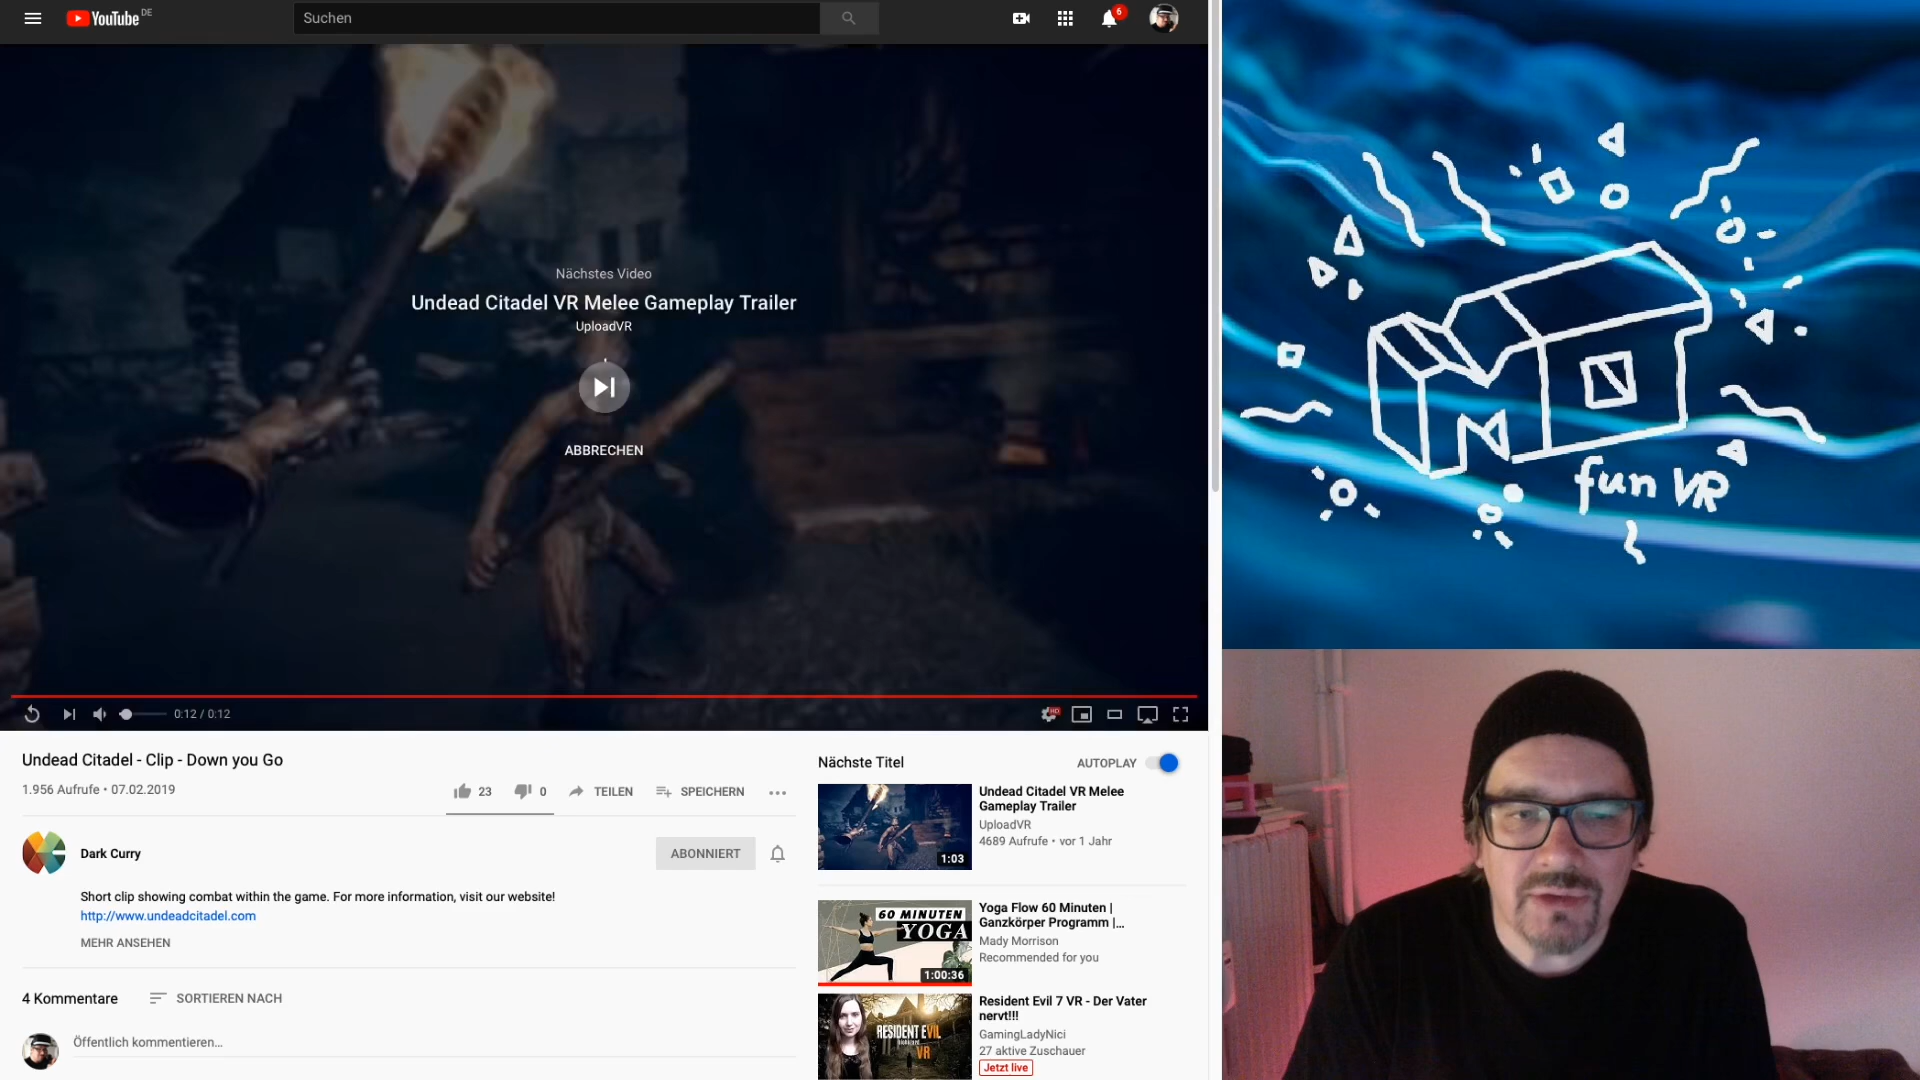 YouTube DE
Suchen
6
Nächstes Video
Undead Citadel VR Melee Gameplay Trailer
UploadVR
ABBRECHEN
0:12 / 0:12
HD
fun VR
Undead Citadel - Clip - Down you Go
1.956 Aufrufe • 07.02.2019
23
0
TEILEN
SPEICHERN
Dark Curry
ABONNIERT
Short clip showing combat within the game. For more information, visit our website!
http://www.undeadcitadel.com
MEHR ANSEHEN
4 Kommentare
SORTIEREN NACH
Öffentlich kommentieren...
Nächste Titel
AUTOPLAY
1:03
Undead Citadel VR Melee
Gameplay Trailer
UploadVR
4689 Aufrufe • vor 1 Jahr
60 MINUTEN
YOGA
1:00:36
Yoga Flow 60 Minuten |
Ganzkörper Programm |...
Mady Morrison
Recommended for you
RESIDENT EVIL
VR
Resident Evil 7 VR - Der Vater
nervt!!!
GamingLadyNici
27 aktive Zuschauer
Jetzt live